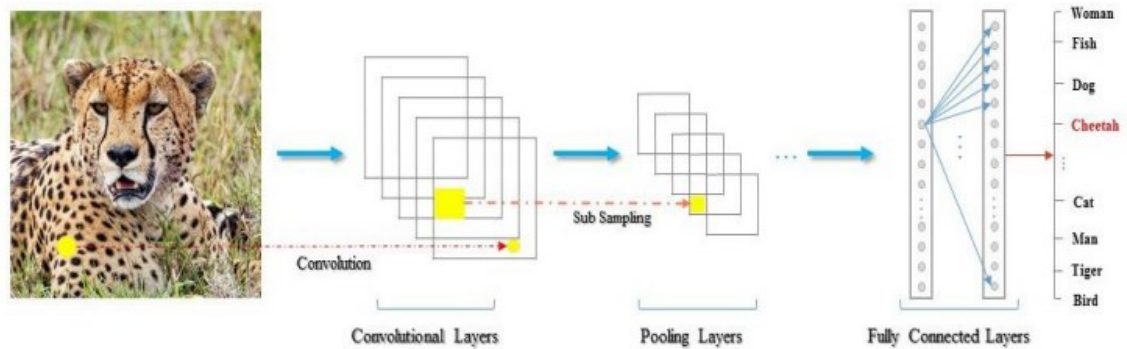 Woman
Fish
Dog
Cheetah
Cat
Man
Tiger
Bird
Sub Sampling
Convolution
Convolutional Layers
Pooling Layers
Fully Connected Layers